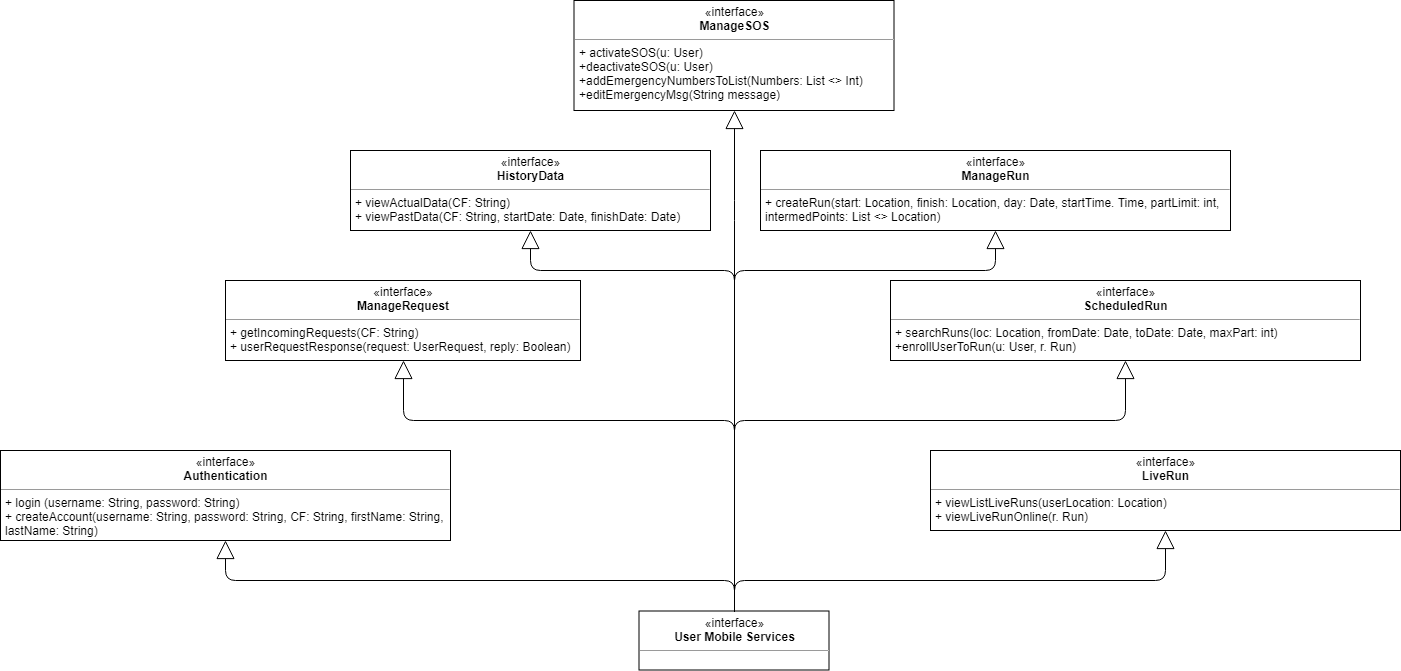 «interface»
ManageSOS
+ activateSOS(u: User)
+deactivateSOS(u: User)
+addEmergencyNumbersToList(Numbers: List <> Int)
+editEmergencyMsg(String message)
«interface»
HistoryData
+ viewActualData(CF: String)
+ viewPastData(CF: String, startDate: Date, finishDate: Date)
«interface»
ManageRun
+ createRun(start: Location, finish: Location, day: Date, startTime. Time, partLimit: int,
intermedPoints: List <> Location)
«interface»
ManageRequest
+ getIncomingRequests(CF: String)
+ userRequestResponse(request: UserRequest, reply: Boolean)
«interface»
ScheduledRun
+ searchRuns(loc: Location, fromDate: Date, toDate: Date, maxPart: int)
+enrollUserToRun(u: User, r. Run)
«interface»
Authentication
+ login (username: String, password: String)
+ createAccount(username: String, password: String, CF: String, firstName: String,
lastName: String)
«interface»
LiveRun
+ viewListLiveRuns(userLocation: Location)
+ viewLiveRunOnline(r. Run)
«interface»
User Mobile Services